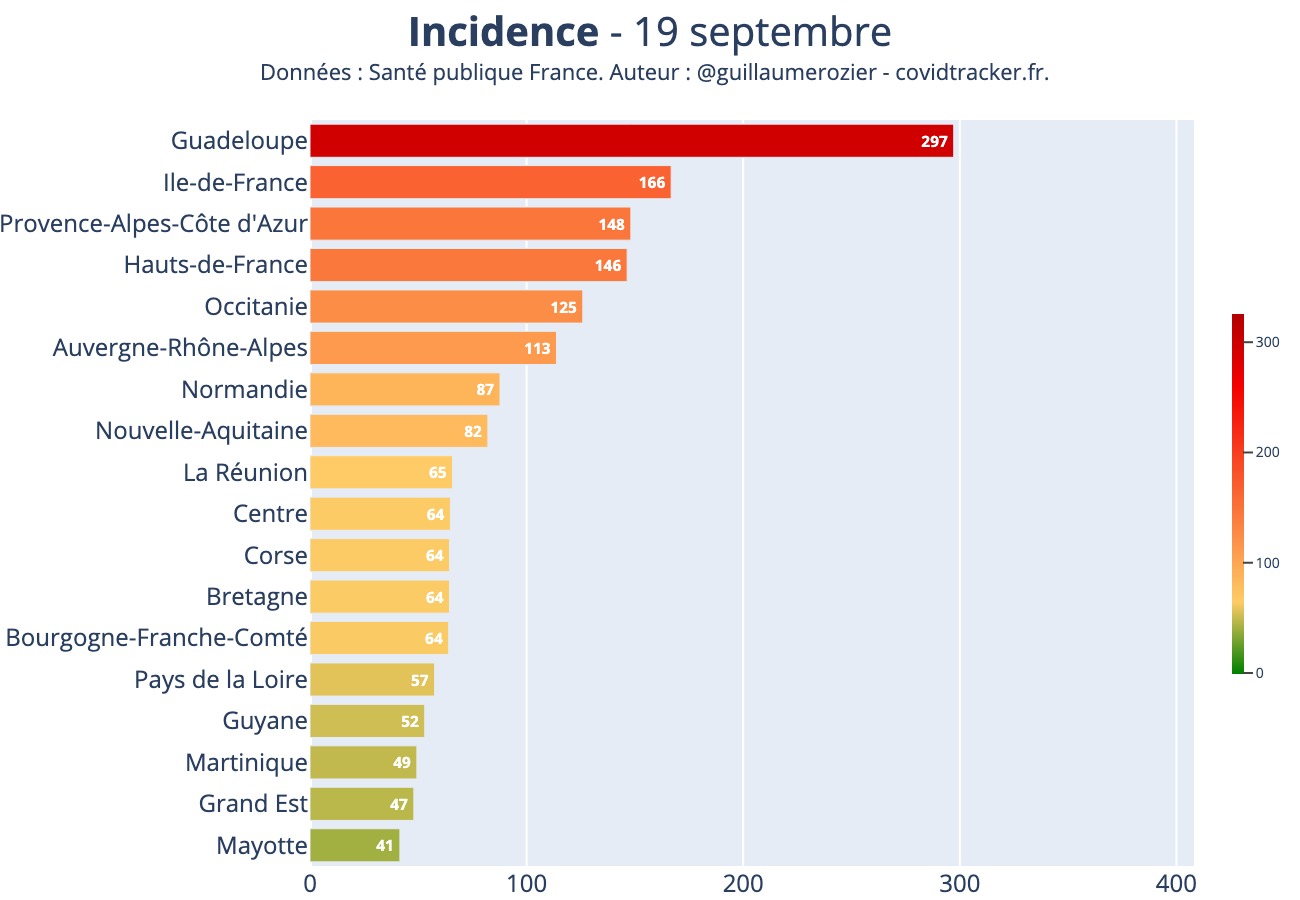 Incidence - 19 septembre
Données : Santé publique France. Auteur : @guillaumerozier - covidtracker.fr.
Guadeloupe 297
Ile-de-France 166
Provence-Alpes-Côte d'Azur 148
Hauts-de-France 146
Occitanie 125
Auvergne-Rhône-Alpes 113
Normandie 87
Nouvelle-Aquitaine 82
La Réunion 65
Centre 64
Corse 64
Bretagne 64
Bourgogne-Franche-Comté 64
Pays de la Loire 57
Guyane 52
Martinique 49
Grand Est 47
Mayotte 41
0 100 200 300 400
300
200
100
0